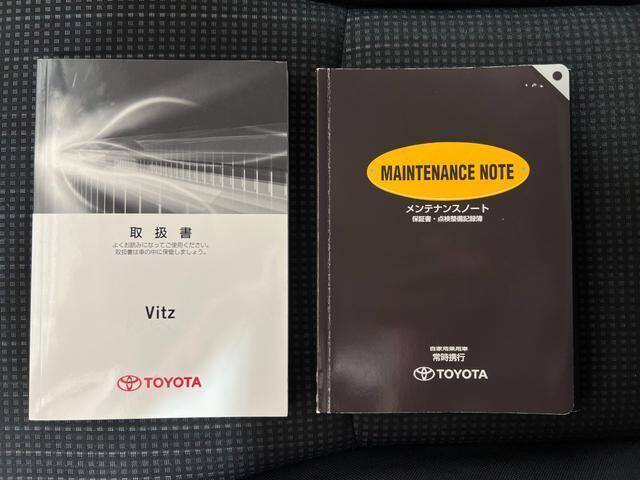 取扱書
よくお読みになってご使用ください。
取扱書は車の中に保管しましょう。
Vitz
TOYOTA
MAINTENANCE NOTE
メンテナンスノート
保証書・点検整備記録簿
自家用乗用車
常時携行
TOYOTA